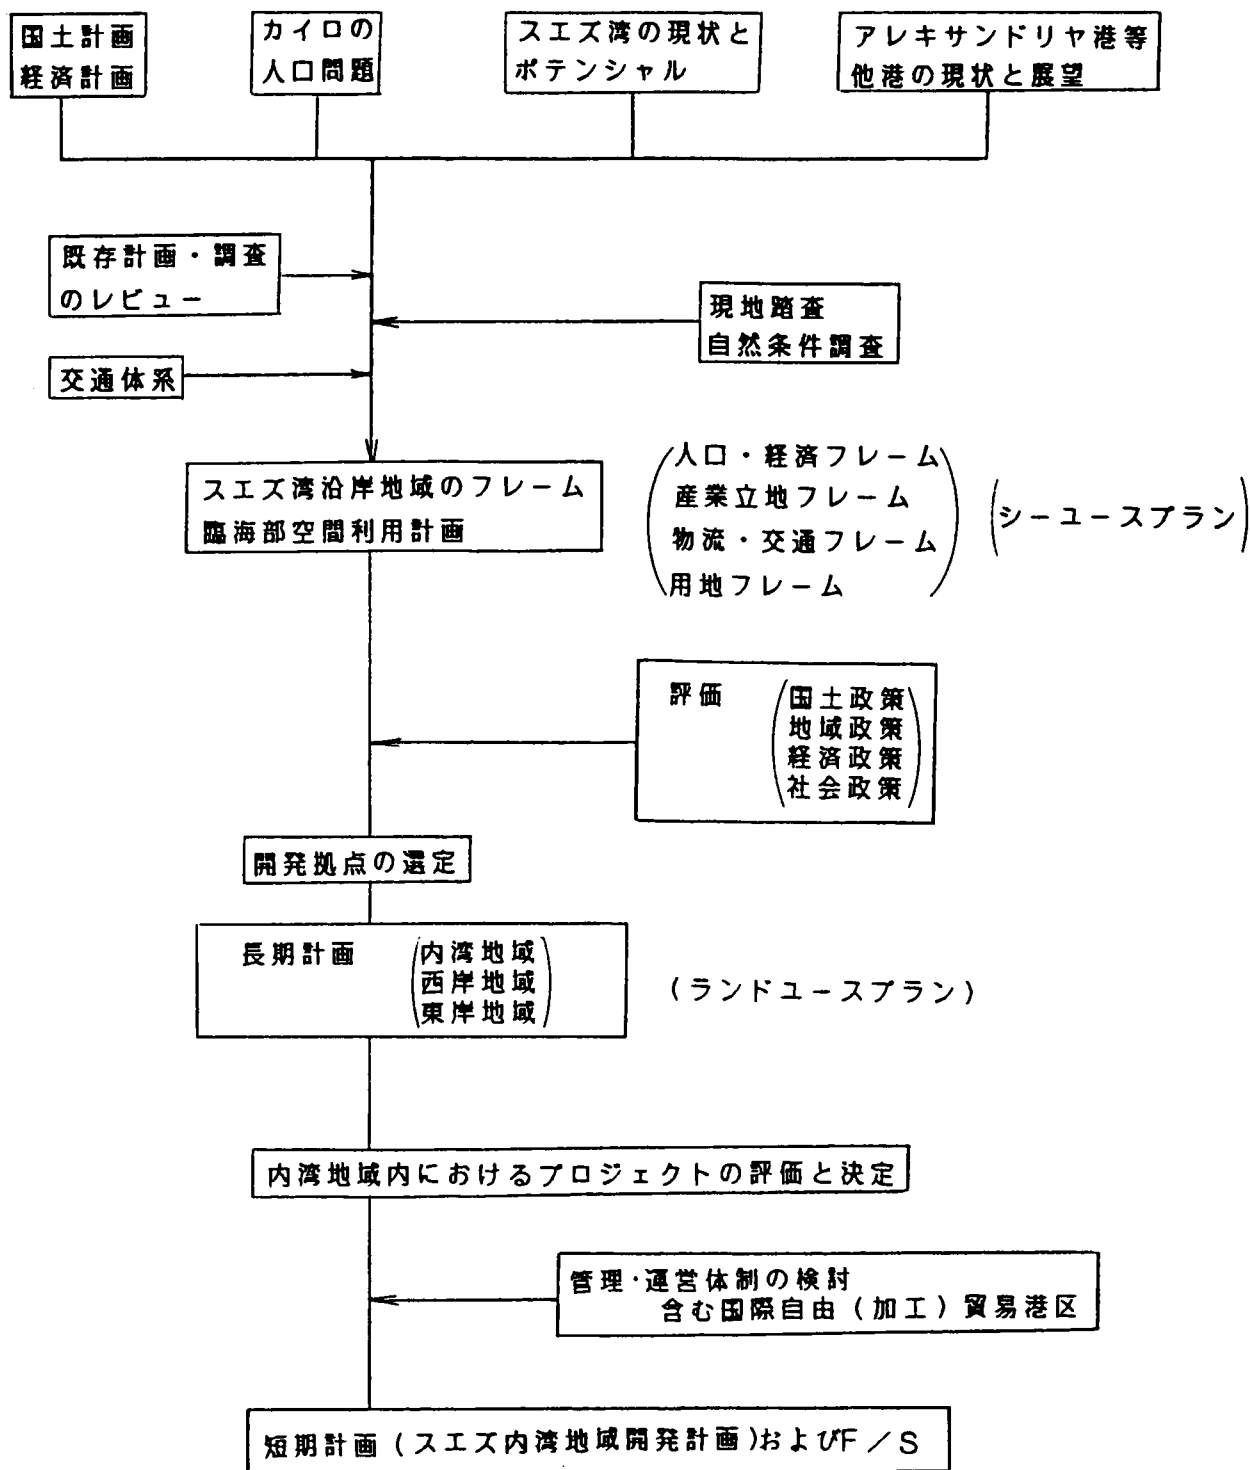 国土計画
経済計画
カイロの
人口問題
スエズ湾の現状と
ポテンシャル
アレキサンドリヤ港等
他港の現状と展望
既存計画・調査
のレビュー
現地踏査
自然条件調査
交通体系
スエズ湾沿岸地域のフレーム
臨海部空間利用計画
人口・経済フレーム
産業立地フレーム
物流・交通フレーム
用地フレーム
(シーユースプラン)
評価
国土政策
地域政策
経済政策
社会政策
開発拠点の選定
長期計画
内湾地域
西岸地域
東岸地域
(ランドユースプラン)
内湾地域内におけるプロジェクトの評価と決定
管理・運営体制の検討
含む国際自由(加工)貿易港区
短期計画(スエズ内湾地域開発計画)およびF/S